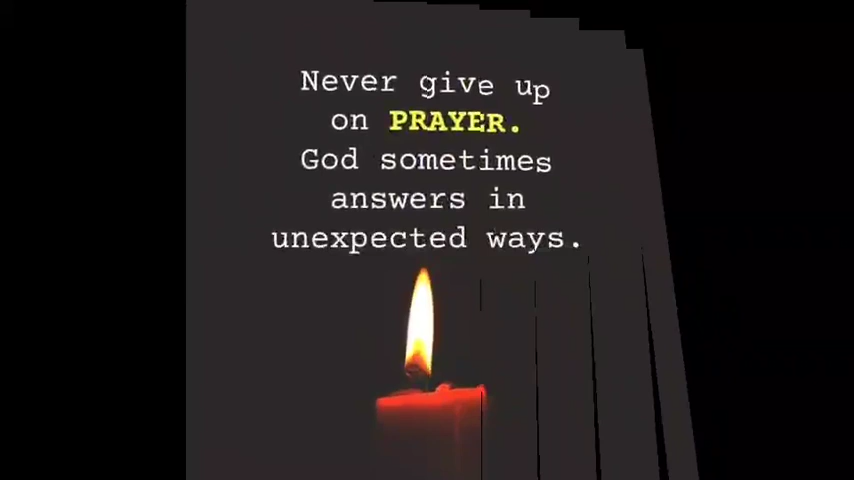 Never give up
on PRAYER.
God sometimes
answers in
unexpected ways.